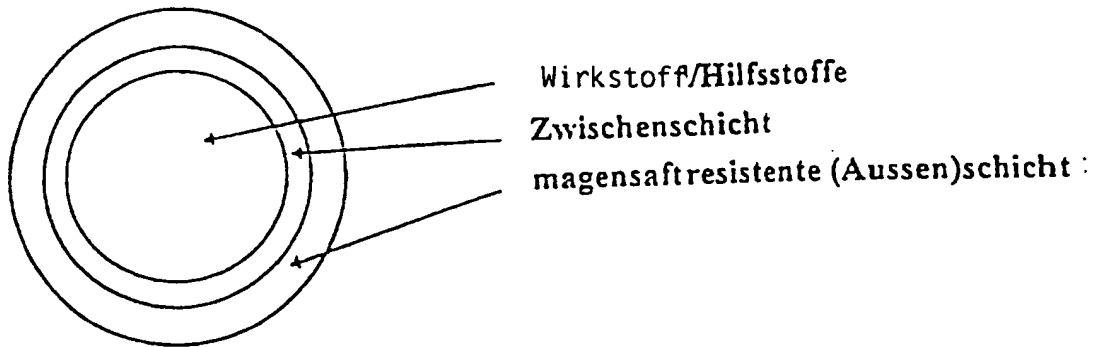 Wirkstoff/Hilfsstoffe
Zwischenschicht
magensaftresistente (Aussen)schicht :